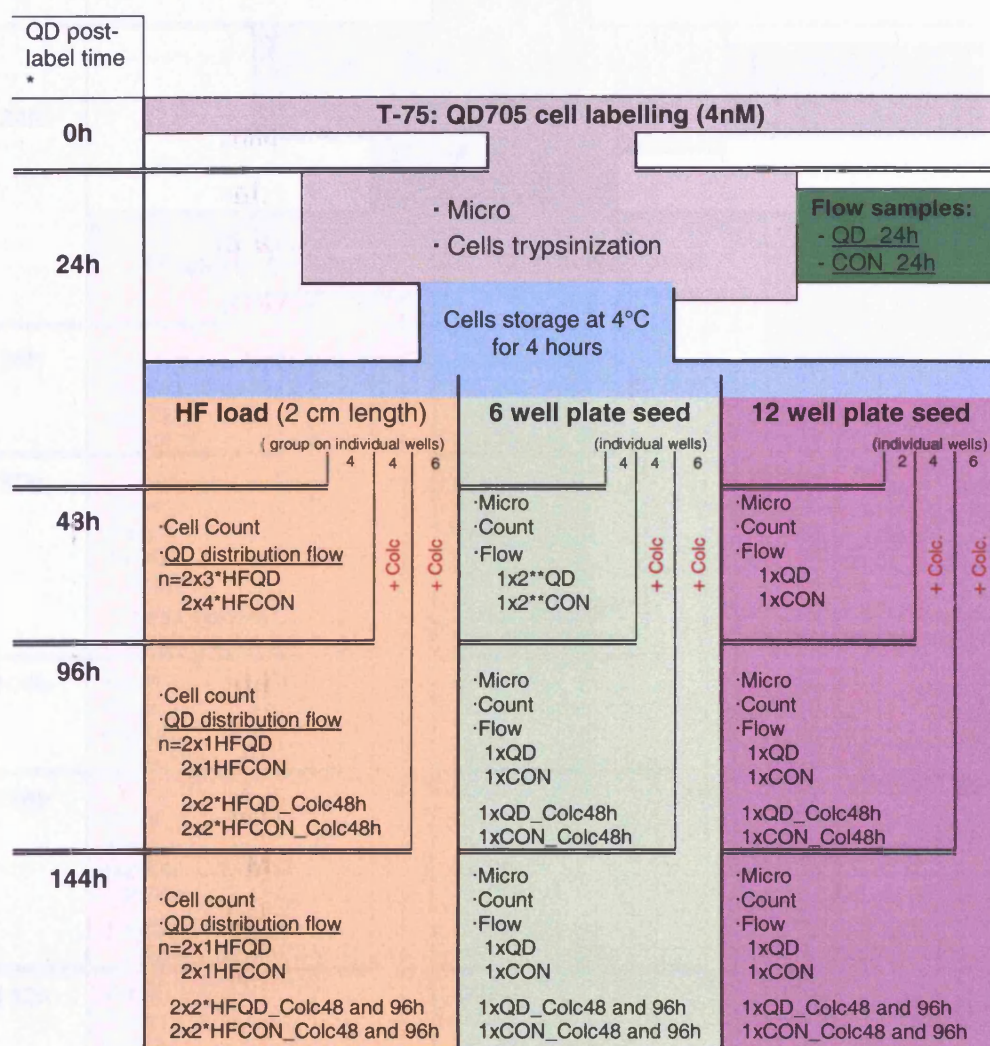 QD post-
label time
*
T-75: QD705 cell labelling (4nM)
0h
· Micro
· Cells trypsinization
Flow samples:
- QD_24h
- CON_24h
24h
Cells storage at 4°C
for 4 hours
HF load (2 cm length)
( group on individual wells)
4 4 6
6 well plate seed
(individual wells)
4 4 6
12 well plate seed
(individual wells)
2 4 6
48h
·Cell Count
·QD distribution flow
n=2x3*HFQD
2x4*HFCON
+ Colc
+ Colc
·Micro
·Count
·Flow
1x2**QD
1x2**CON
+ Colc
+ Colc
·Micro
·Count
·Flow
1xQD
1xCON
+ Colc.
+ Colc.
96h
·Cell count
·QD distribution flow
n=2x1HFQD
2x1HFCON
2x2*HFQD_Colc48h
2x2*HFCON_Colc48h
·Micro
·Count
·Flow
1xQD
1xCON
1xQD_Colc48h
1xCON_Colc48h
·Micro
·Count
·Flow
1xQD
1xCON
1xQD_Colc48h
1xCON_Col48h
144h
·Cell count
·QD distribution flow
n=2x1HFQD
2x1HFCON
2x2*HFQD_Colc48 and 96h
2x2*HFCON_Colc48 and 96h
·Micro
·Count
·Flow
1xQD
1xCON
1xQD_Colc48 and 96h
1xCON_Colc48 and 96h
·Micro
·Count
·Flow
1xQD
1xCON
1xQD_Colc48 and 96h
1xCON_Colc48 and 96h